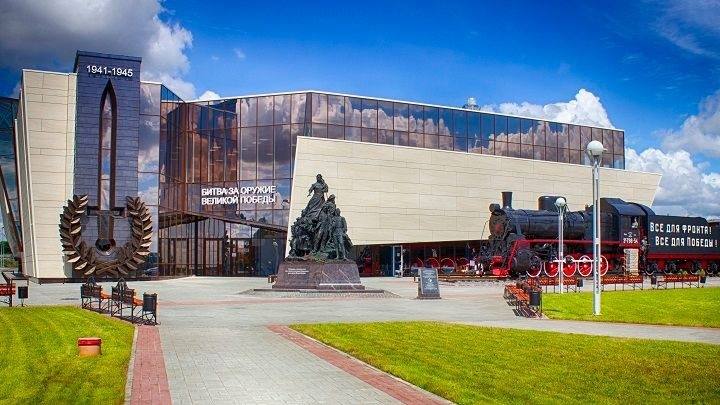 1941-1945
БИТВА ЗА ОРУЖИЕ
ВЕЛИКОЙ ПОБЕДЫ
ВСЕ ДЛЯ ФРОНТА!
ВСЕ ДЛЯ ПОБЕДЫ!